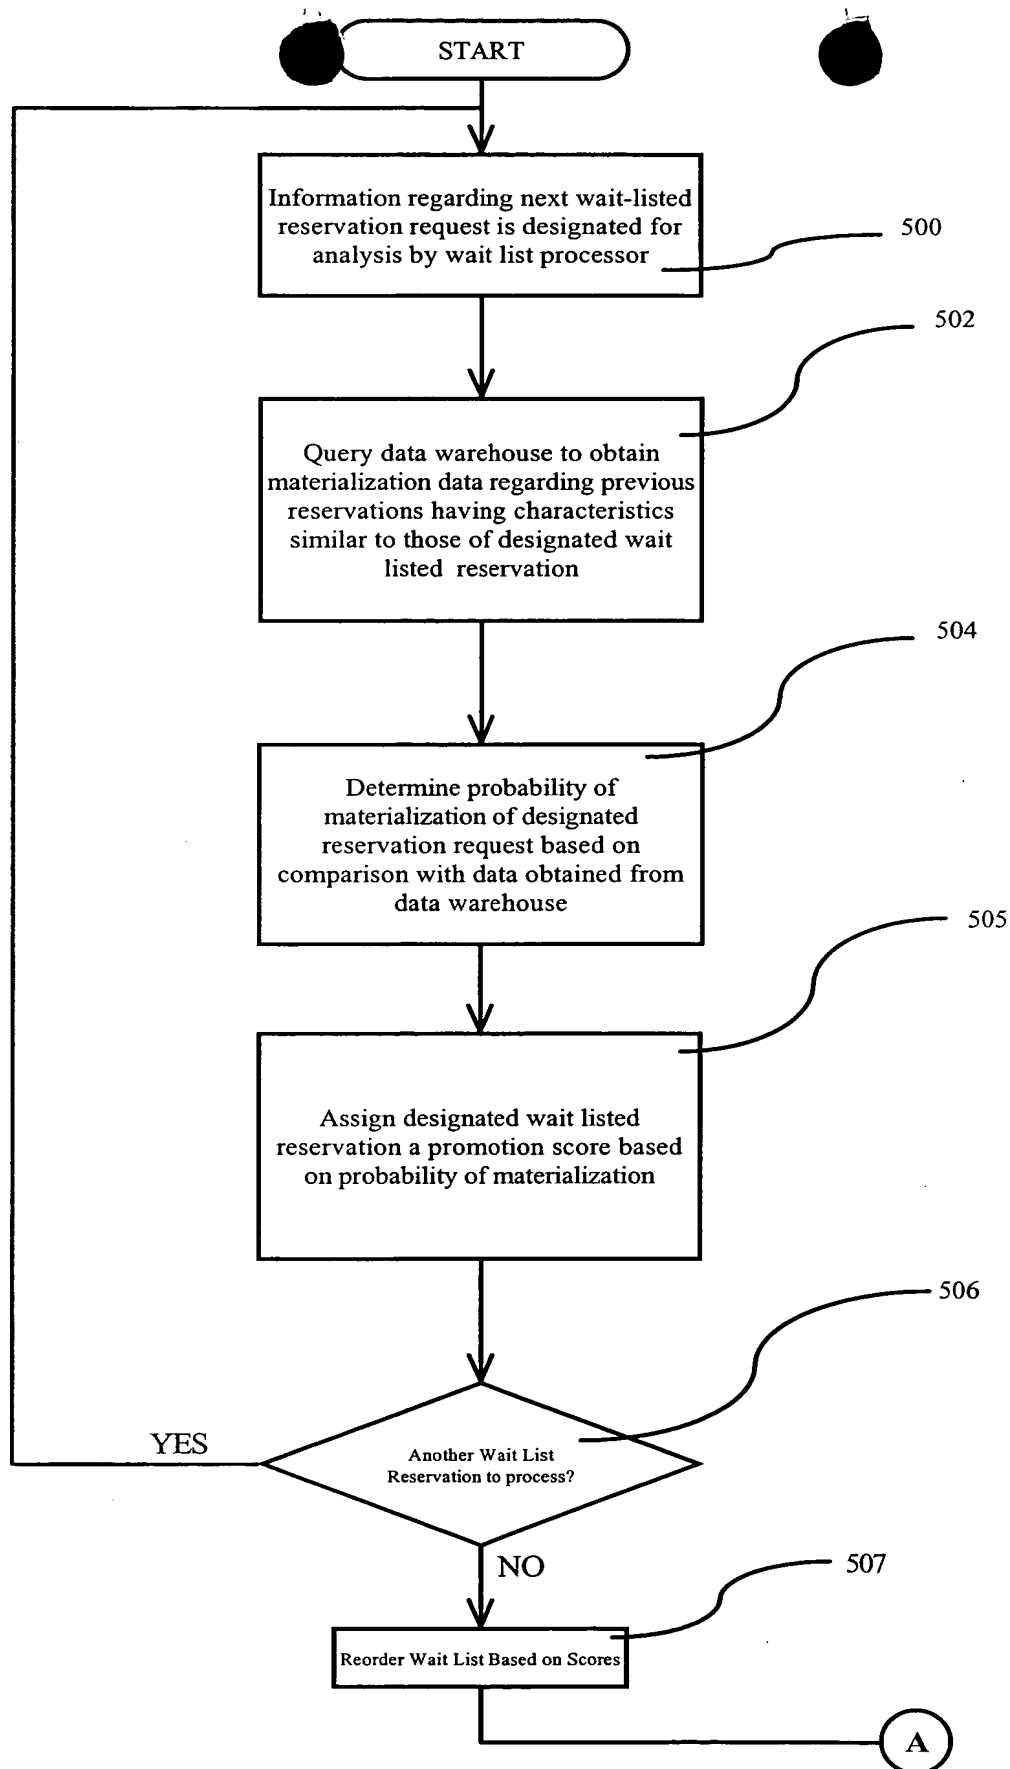 START
Information regarding next wait-listed
reservation request is designated for
analysis by wait list processor
500
502
Query data warehouse to obtain
materialization data regarding previous
reservations having characteristics
similar to those of designated wait
listed reservation
504
Determine probability of
materialization of designated
reservation request based on
comparison with data obtained from
data warehouse
505
Assign designated wait listed
reservation a promotion score based
on probability of materialization
506
YES
Another Wait List
Reservation to process?
NO
507
Reorder Wait List Based on Scores
A